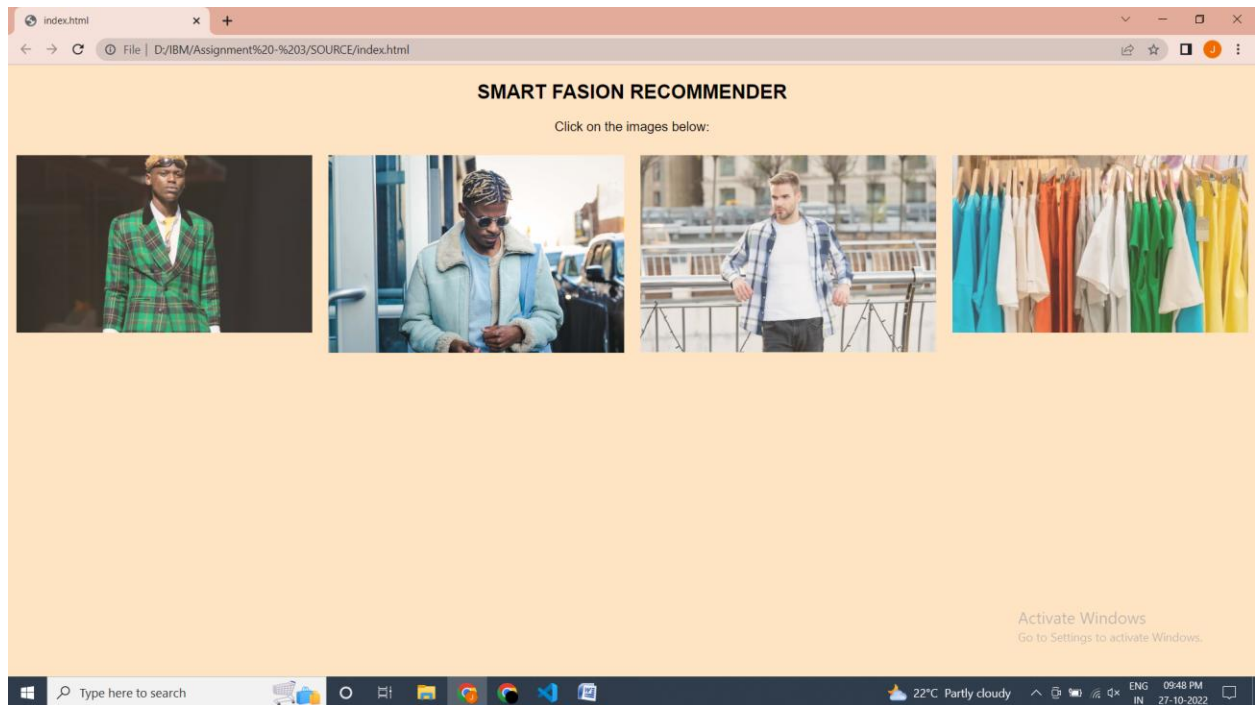 index.html
File | D:/IBM/Assignment%20-%203/SOURCE/index.html
J
SMART FASION RECOMMENDER
Click on the images below:
Activate Windows
Go to Settings to activate Windows.
Type here to search
22°C Partly cloudy
ENG
IN
09:48 PM
27-10-2022